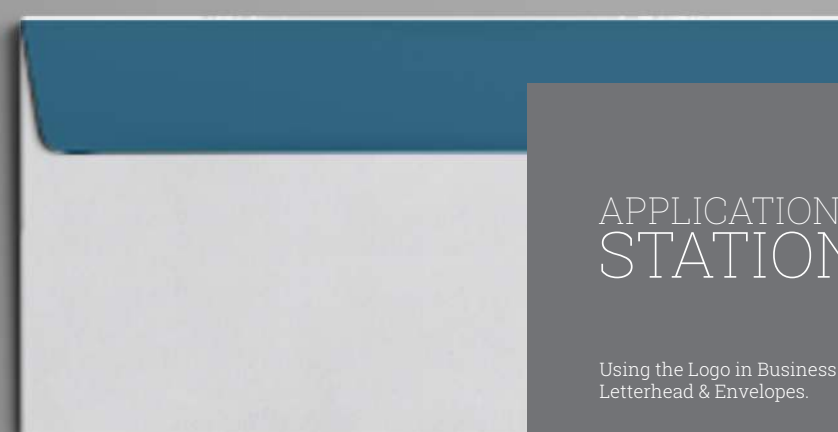 APPLICATION
STATION
Using the Logo in Business
Letterhead & Envelopes.